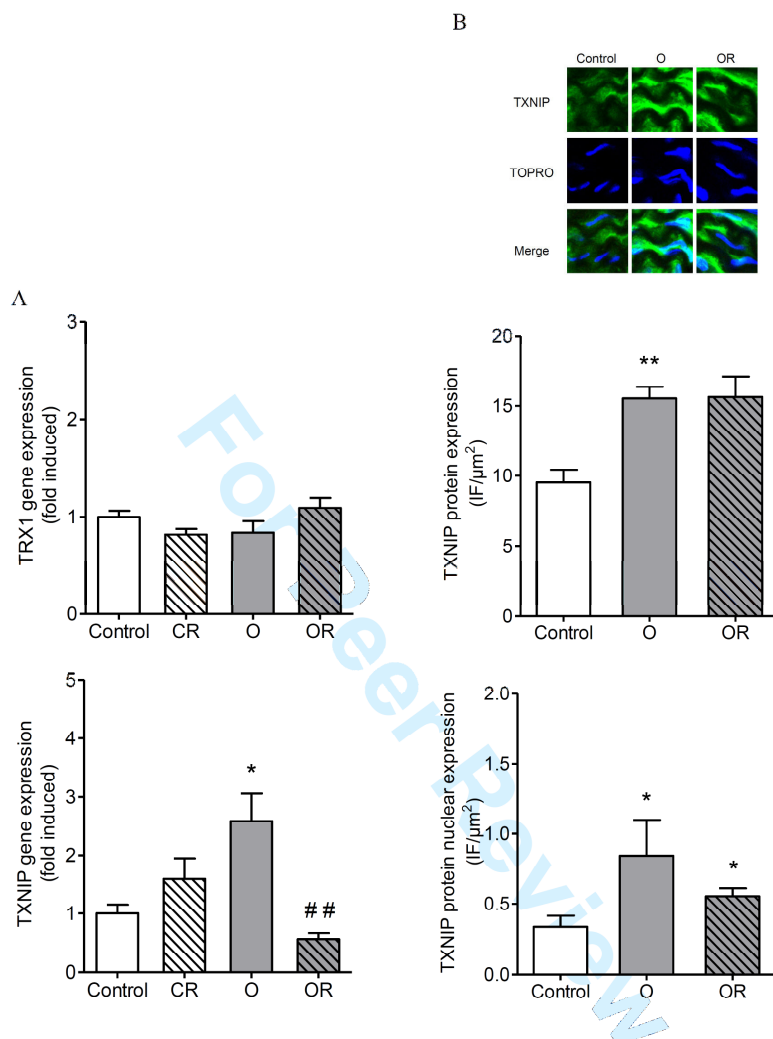 B
Control O OR
TXNIP
TOPRO
Merge
A
TRX1 gene expression
(fold induced)
3
2
1
0
Control CR O OR
TXNIP protein expression
(IF/µm²)
20
15
10
5
0
**
Control O OR
TXNIP gene expression
(fold induced)
5
4
3
2
1
0
*
# #
Control CR O OR
TXNIP protein nuclear expression
(IF/µm²)
2.0
1.5
1.0
0.5
0.0
*
*
Control O OR
For Peer Review